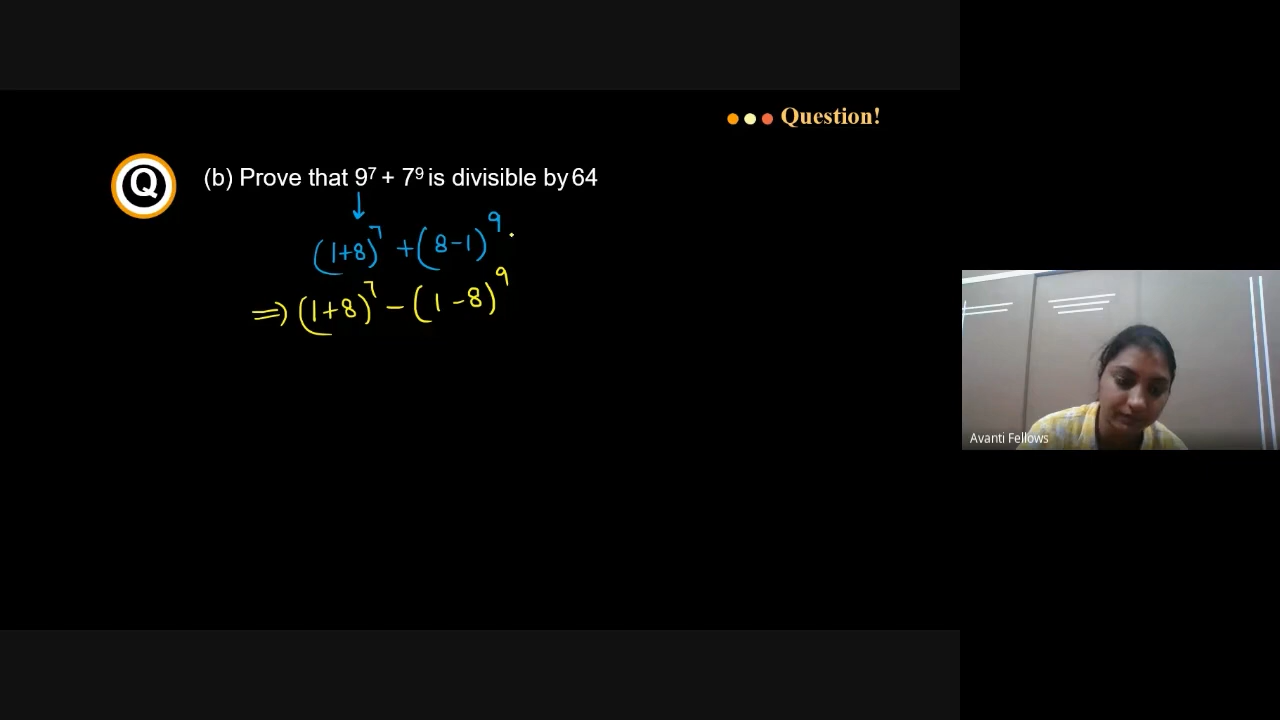 Question!
Q
(b) Prove that 9⁷ + 7⁹ is divisible by 64
(1+8)⁷ + (8-1)⁹
⇒ (1+8)⁷ - (1-8)⁹
Avanti Fellows